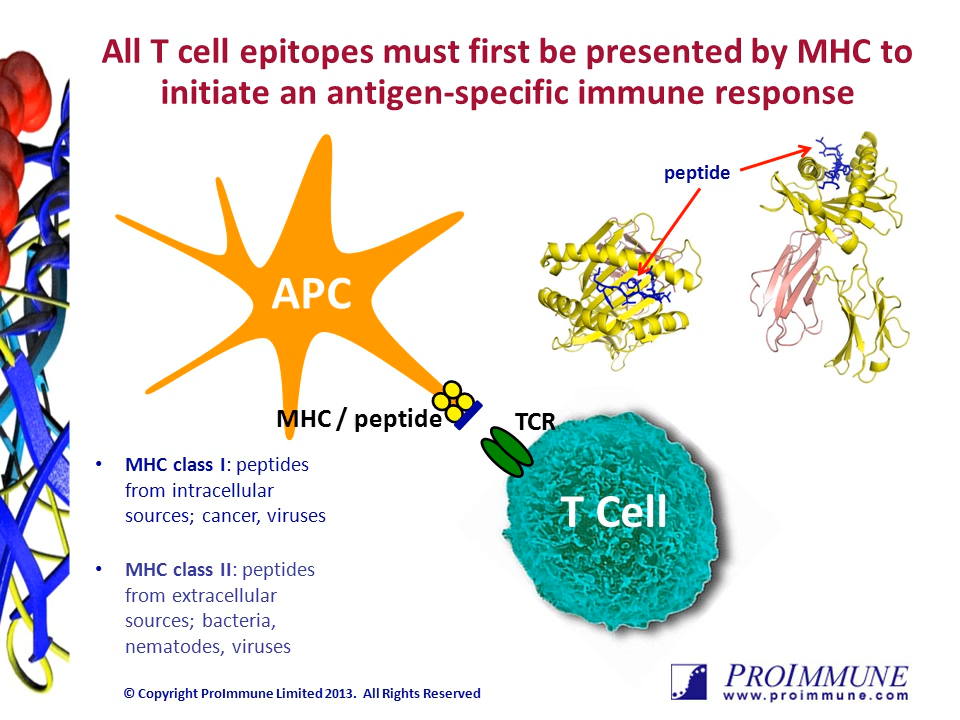 All T cell epitopes must first be presented by MHC to
initiate an antigen-specific immune response
peptide
APC
MHC / peptide
TCR
T Cell
• MHC class I: peptides
from intracellular
sources; cancer, viruses
• MHC class II: peptides
from extracellular
sources; bacteria,
nematodes, viruses
© Copyright ProImmune Limited 2013. All Rights Reserved
PROIMMUNE
www.proimmune.com